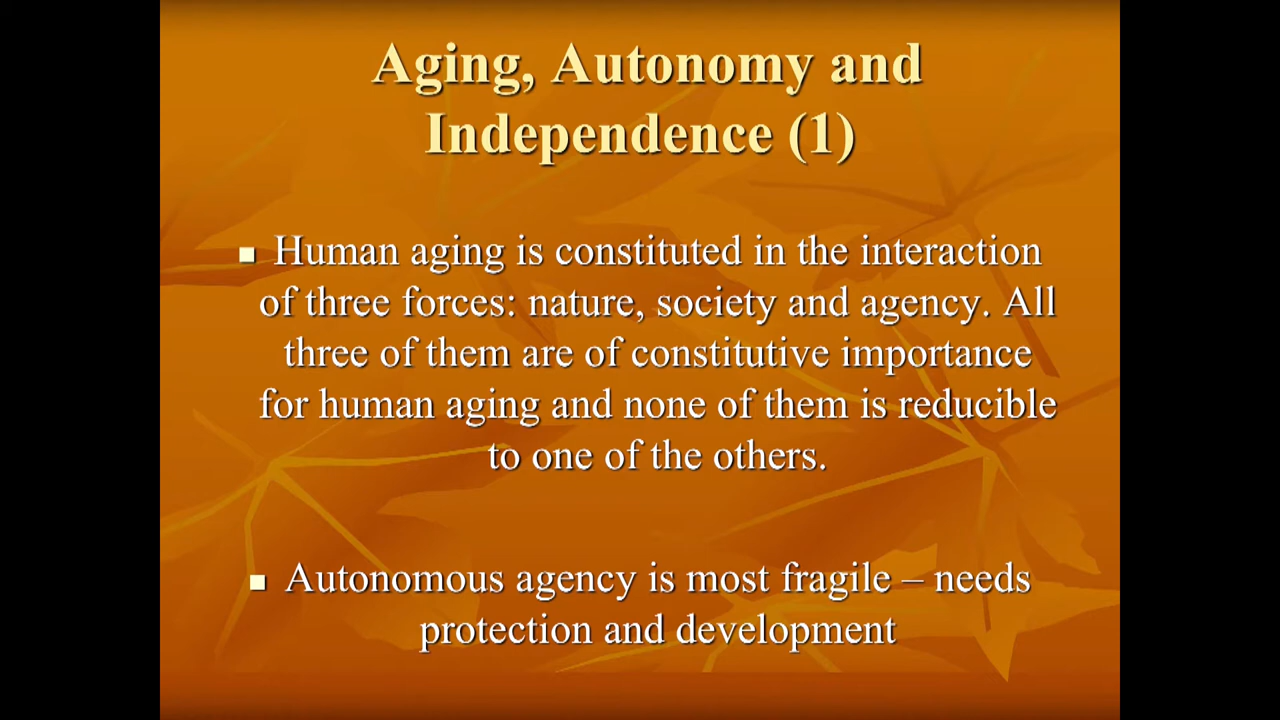 Aging, Autonomy and
Independence (1)
Human aging is constituted in the interaction
of three forces: nature, society and agency. All
three of them are of constitutive importance
for human aging and none of them is reducible
to one of the others.
Autonomous agency is most fragile – needs
protection and development